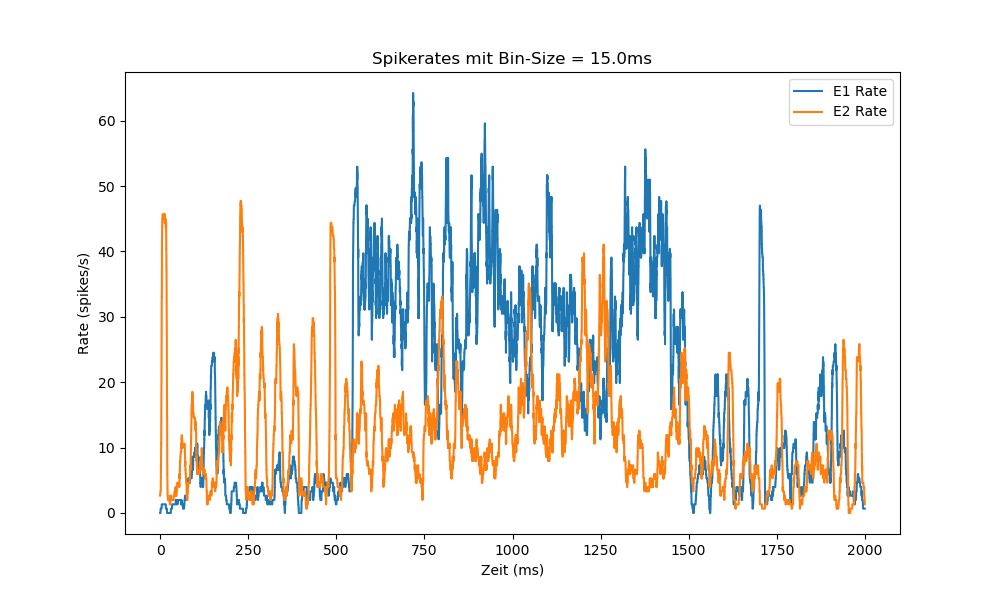 Spikerates mit Bin-Size = 15.0ms
E1 Rate
E2 Rate
Rate (spikes/s)
60
50
40
30
20
10
0
0 250 500 750 1000 1250 1500 1750 2000
Zeit (ms)